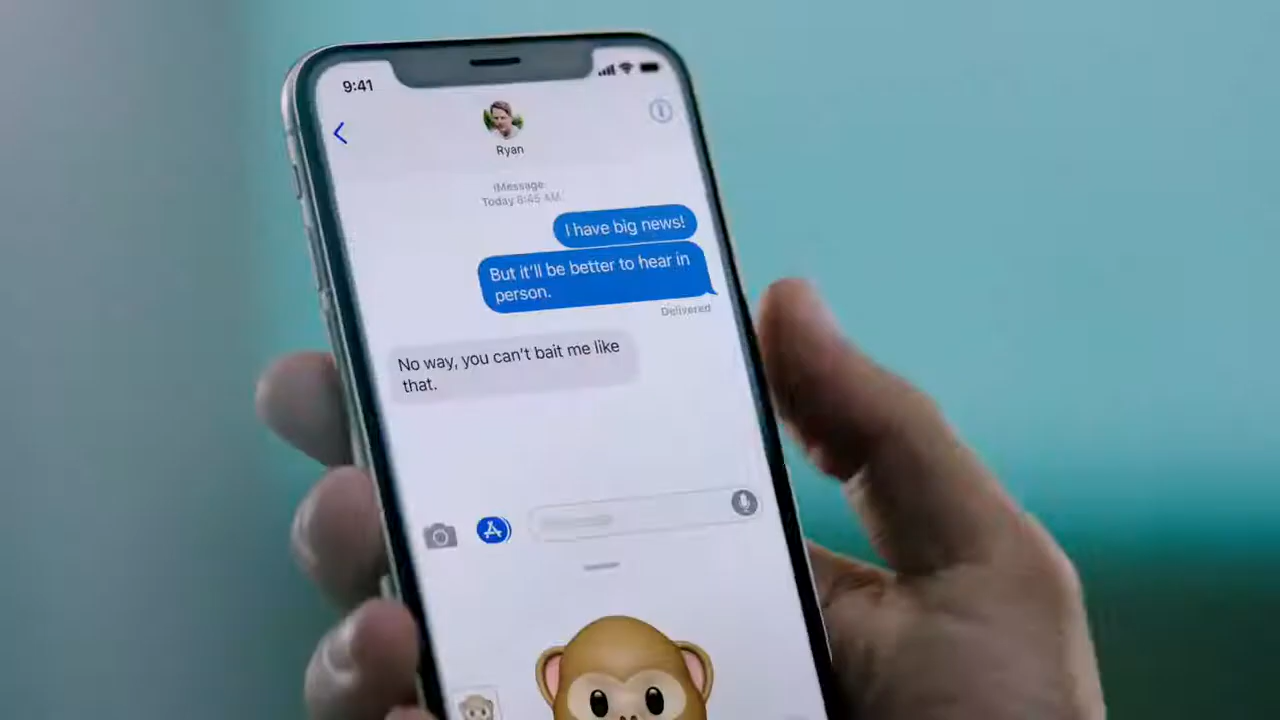 9:41
Ryan
iMessage
Today 8:45 AM
I have big news!
But it'll be better to hear in
person.
Delivered
No way, you can't bait me like
that.